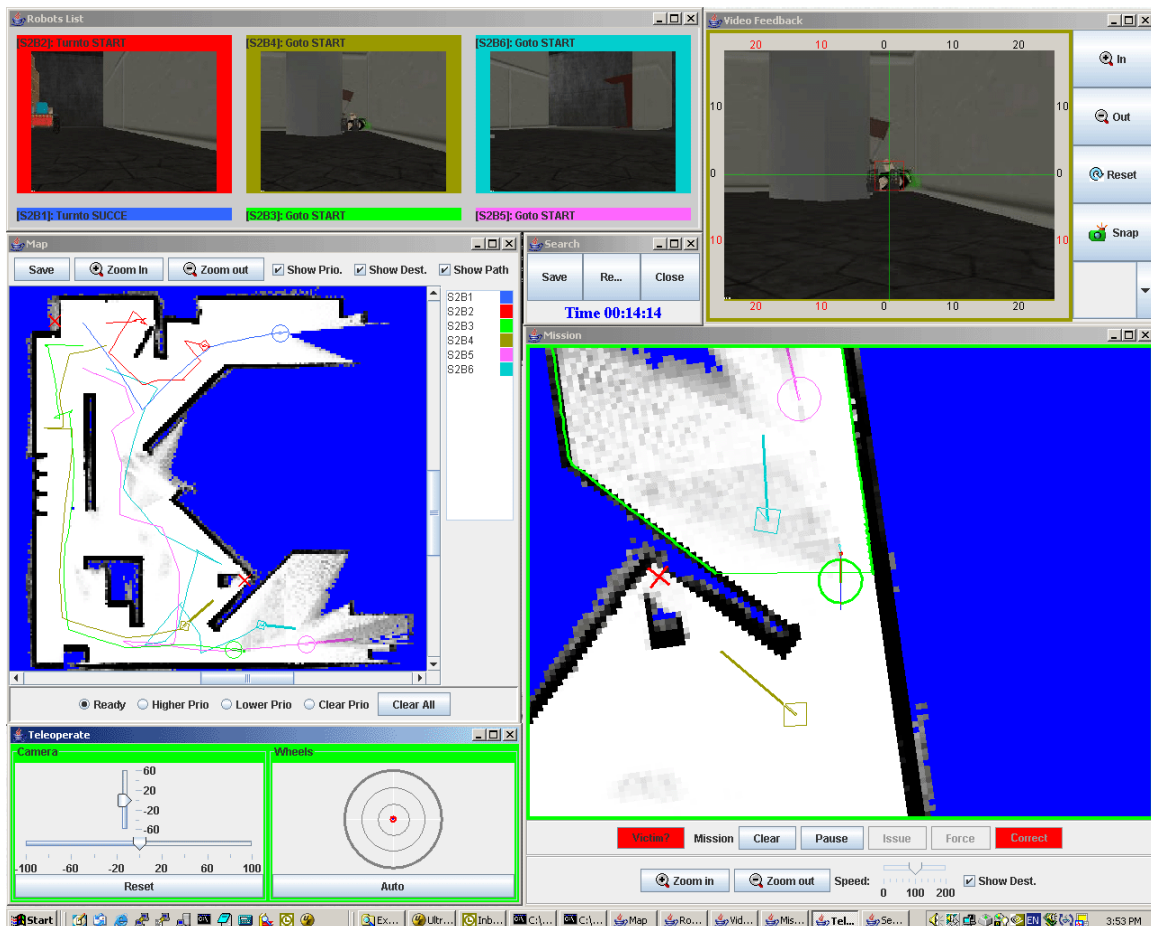 Robots List
[S2B2]: Turnto START
[S2B4]: Goto START
[S2B6]: Goto START
[S2B1]: Turnto SUCCE
[S2B3]: Goto START
[S2B5]: Goto START
Video Feedback
20 10 0 10 20
10 10
0 0
10 10
20 10 0 10 20
In
Out
Reset
Snap
Map
Save Zoom In Zoom out Show Prio. Show Dest. Show Path
S2B1
S2B2
S2B3
S2B4
S2B5
S2B6
Ready Higher Prio Lower Prio Clear Prio Clear All
Search
Save Re... Close
Time 00:14:14
Mission
Victim? Mission Clear Pause Issue Force Correct
Zoom in Zoom out Speed: 0 100 200 Show Dest.
Teleoperate
Camera
60
20
-20
-60
-100 -60 -20 20 60 100
Reset
Wheels
Auto
Start Ex... Ultr... Inb... C:\... C:\... Map Ro... Vid... Mis... Tel... Se... EN 3:53 PM